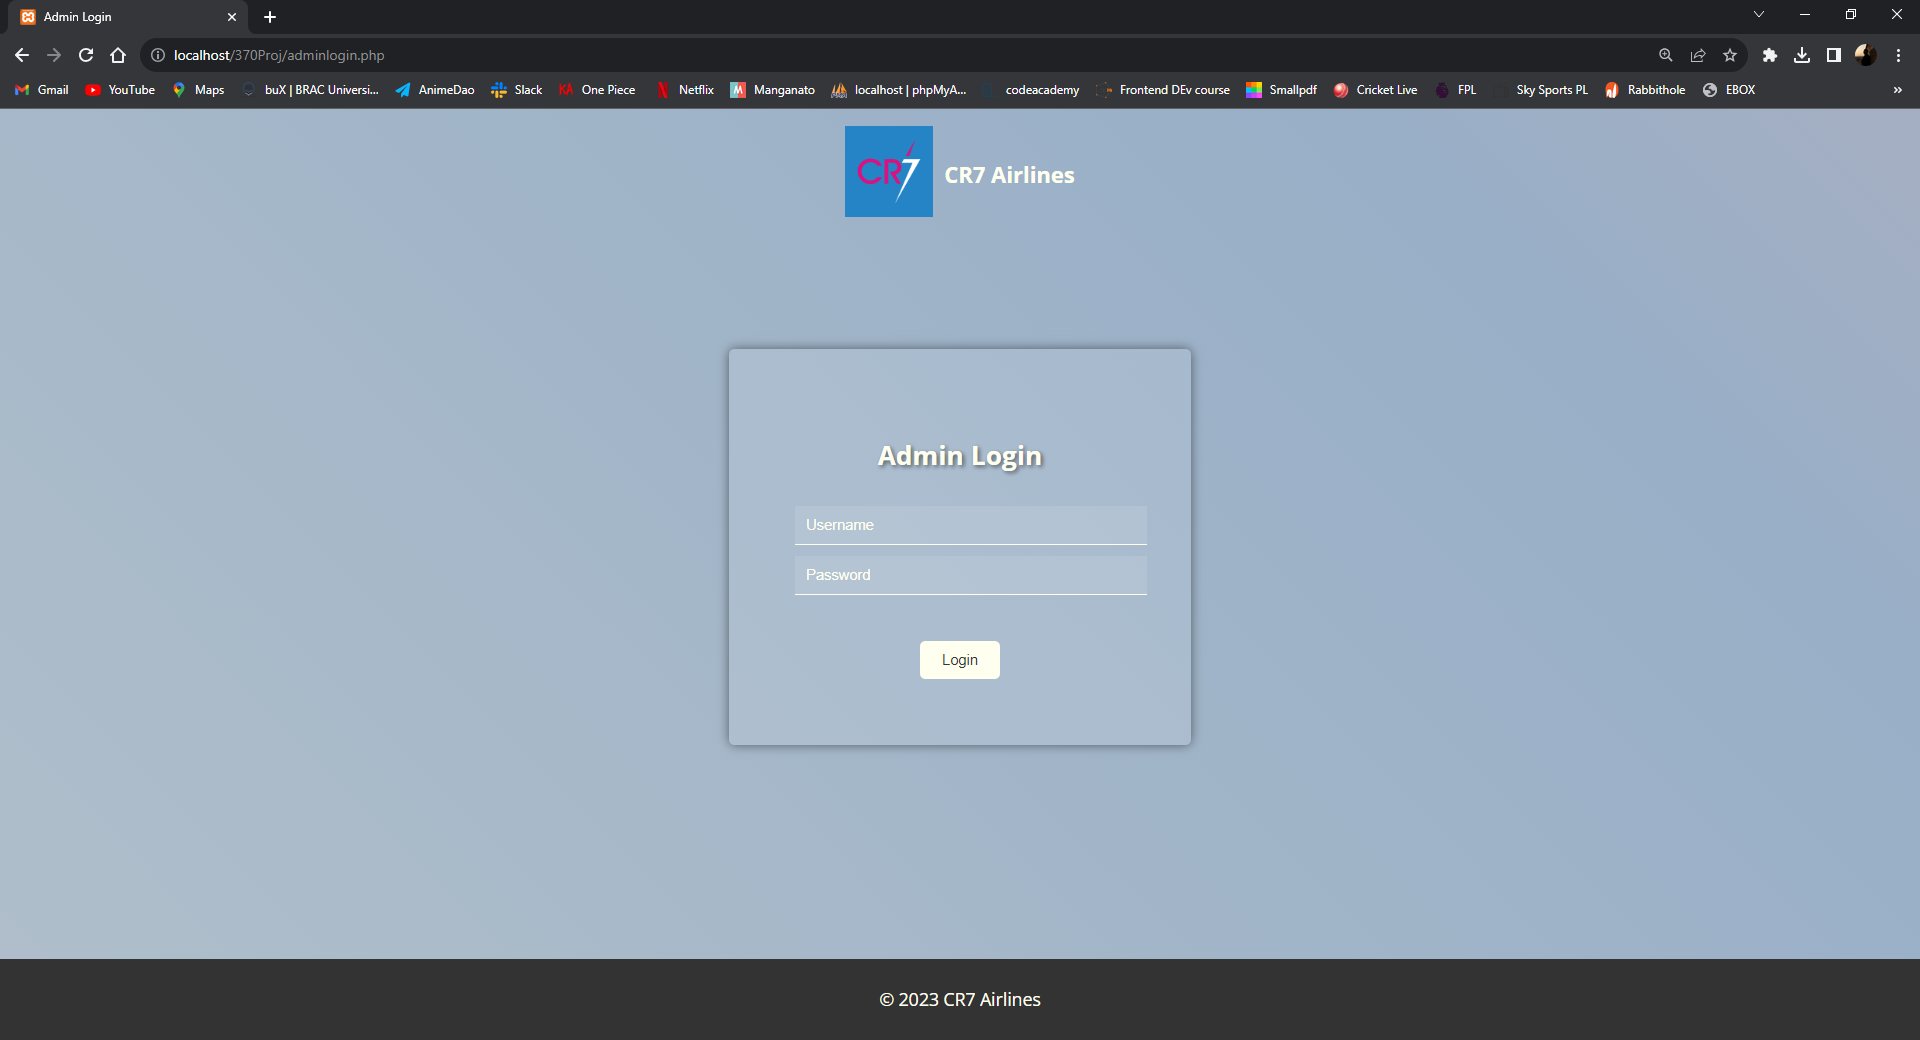 Admin Login
localhost/370Proj/adminlogin.php
Gmail YouTube Maps buX | BRAC Universi... AnimeDao Slack KA One Piece Netflix M Manganato localhost | phpMyA... codeacademy Frontend DEv course Smallpdf Cricket Live FPL Sky Sports PL Rabbithole EBOX »
CR7 CR7 Airlines
Admin Login
Username
Password
Login
© 2023 CR7 Airlines